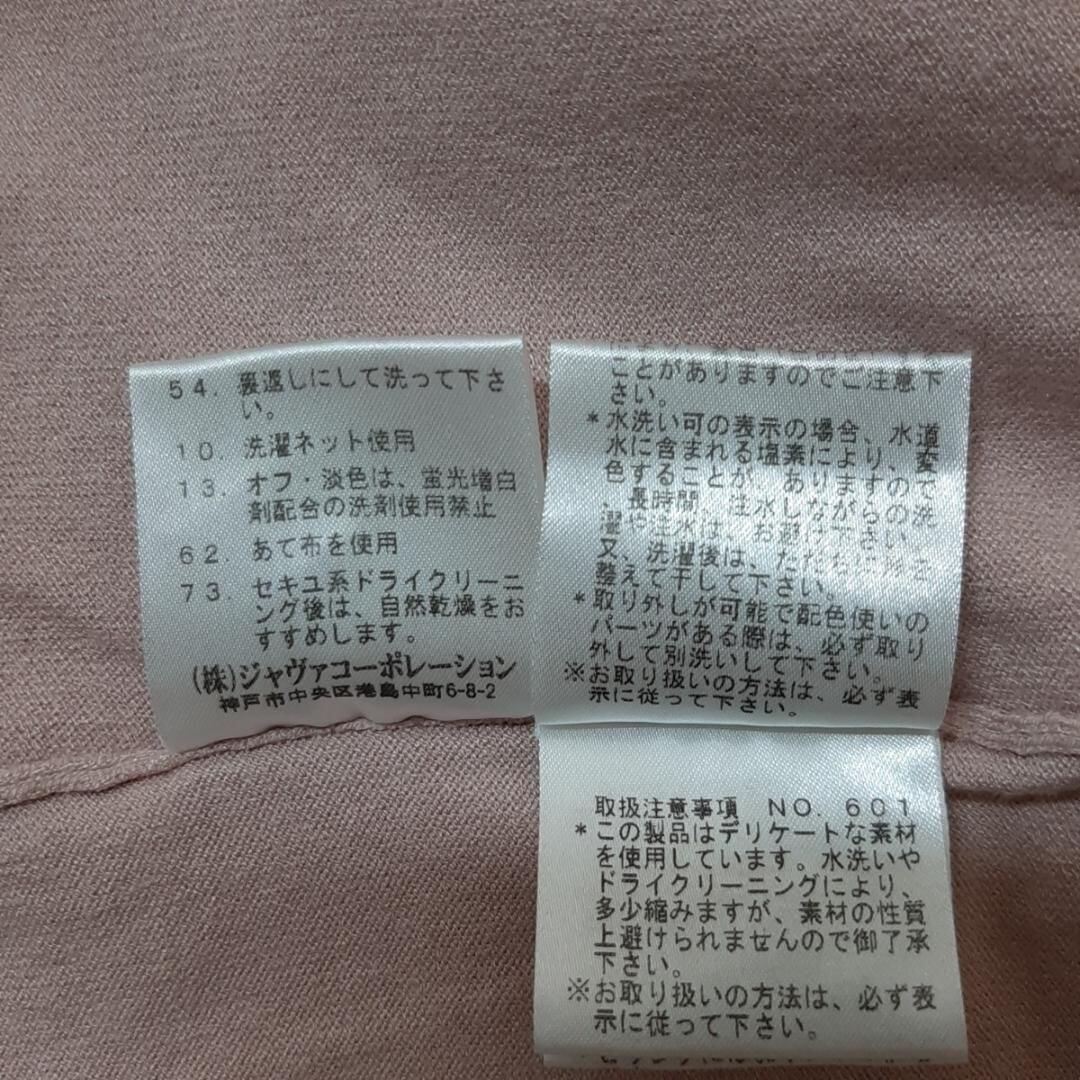 54. 裏返しにして洗って下さ
い。
10. 洗濯ネット使用
13. オフ・淡色は、蛍光増白
剤配合の洗剤使用禁止
62. あて布を使用
73. セキユ系ドライクリーニ
ング後は、自然乾燥をお
すすめします。
(株)ジャヴァコーポレーション
神戸市中央区港島中町6-8-2
ことがありますのでご注意下
さい。
*水洗い可の表示の場合、水道
水に含まれる塩素により、変
色することが、ありますので
長時間、注水しながらの洗
濯や注水は、お避け下さい。
又、洗濯後は、ただちに形を
整えて干して下さい。
*取り外しが可能で配色使いの
パーツがある際は、必ず取り
外して別洗いして下さい。
※お取り扱いの方法は、必ず表
示に従って下さい。
取扱注意事項 NO. 601
*この製品はデリケートな素材
を使用しています。水洗いや
ドライクリーニングにより、
多少縮みますが、素材の性質
上避けられませんので御了承
下さい。
※お取り扱いの方法は、必ず表
示に従って下さい。